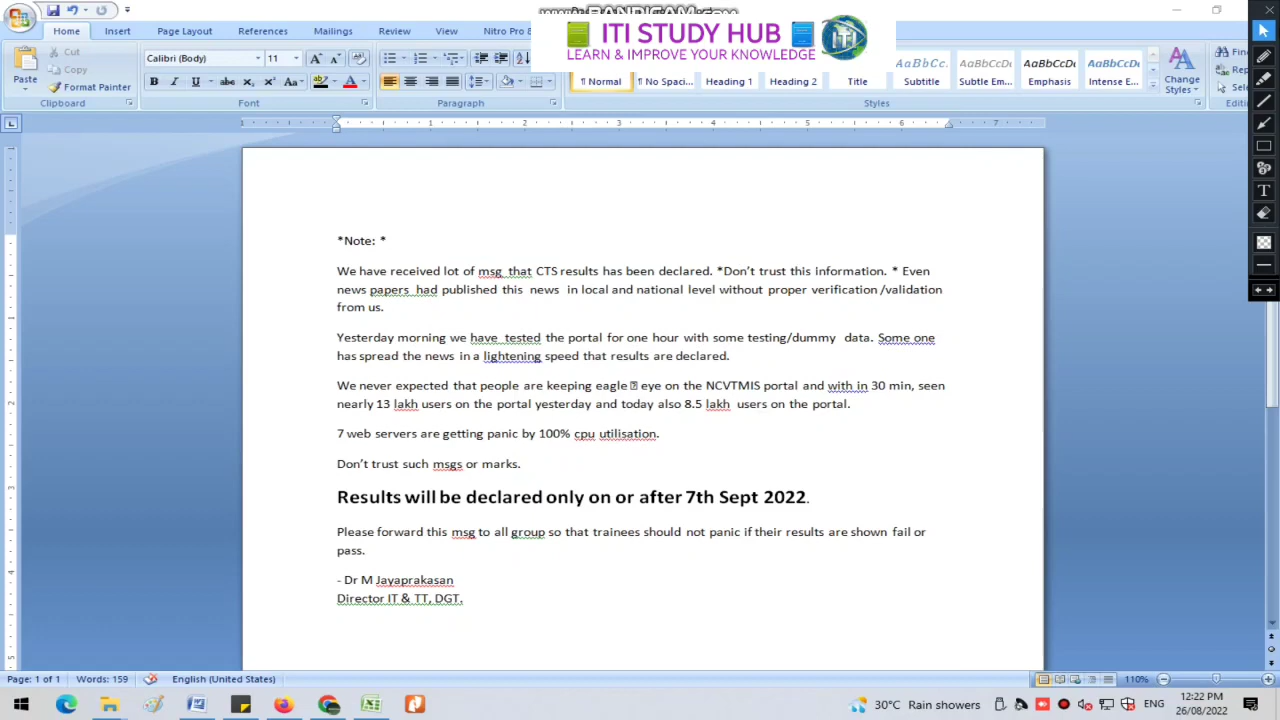 ITI STUDY HUB
LEARN & IMPROVE YOUR KNOWLEDGE
ITI
Home Insert Page Layout References Mailings Review View Nitro Pro 8
Paste
Cut
Copy
Format Painter
Clipboard
Calibri (Body) 11
Font
Paragraph
AaBbCc. AaBbCcDc AaBbCcDc AaBbCcDc
¶ Normal ¶ No Spaci... Heading 1 Heading 2 Title Subtitle Subtle Em... Emphasis Intense E...
Styles
Change Styles
*Note: *
We have received lot of msg that CTS results has been declared. *Don't trust this information. * Even
news papers had published this news in local and national level without proper verification /validation
from us.
Yesterday morning we have tested the portal for one hour with some testing/dummy data. Some one
has spread the news in a lightening speed that results are declared.
We never expected that people are keeping eagle eye on the NCVTMIS portal and with in 30 min, seen
nearly 13 lakh users on the portal yesterday and today also 8.5 lakh users on the portal.
7 web servers are getting panic by 100% cpu utilisation.
Don't trust such msgs or marks.
Results will be declared only on or after 7th Sept 2022.
Please forward this msg to all group so that trainees should not panic if their results are shown fail or
pass.
- Dr M Jayaprakasan
Director IT & TT, DGT.
Page: 1 of 1 Words: 159 English (United States) 110%
30°C Rain showers ENG 12:22 PM
26/08/2022